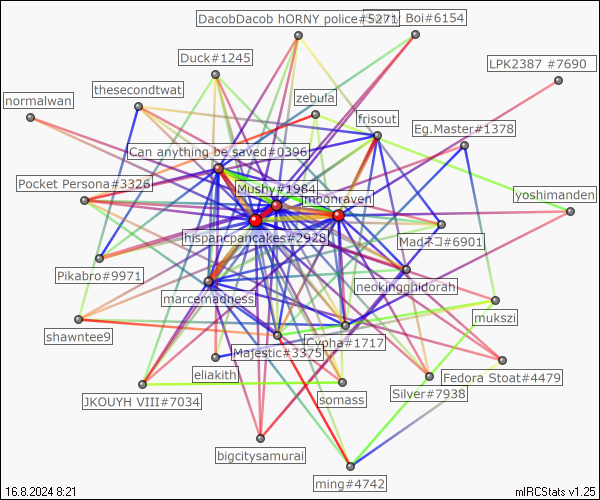 DacobDacob hORNY police#5271
Boi#6154
Duck#1245
LPK2387 #7690
thesecondtwat
zebula
normalwan
frisout
Eg.Master#1378
Can anything be saved#0396
Pocket Persona#3326
Mushy#1984
mbonraven
yoshimanden
hispancpancakes#2928
Madネコ#6901
Pikabro#9971
neokingghidorah
marcemadness
mukszi
shawntee9
Cypha#1717
Majestic#3375
eliakith
Fedora Stoat#4479
JKOUYH VIII#7034
somass
Silver#7938
bigcitysamurai
ming#4742
16.8.2024 8:21
mIRCStats v1.25